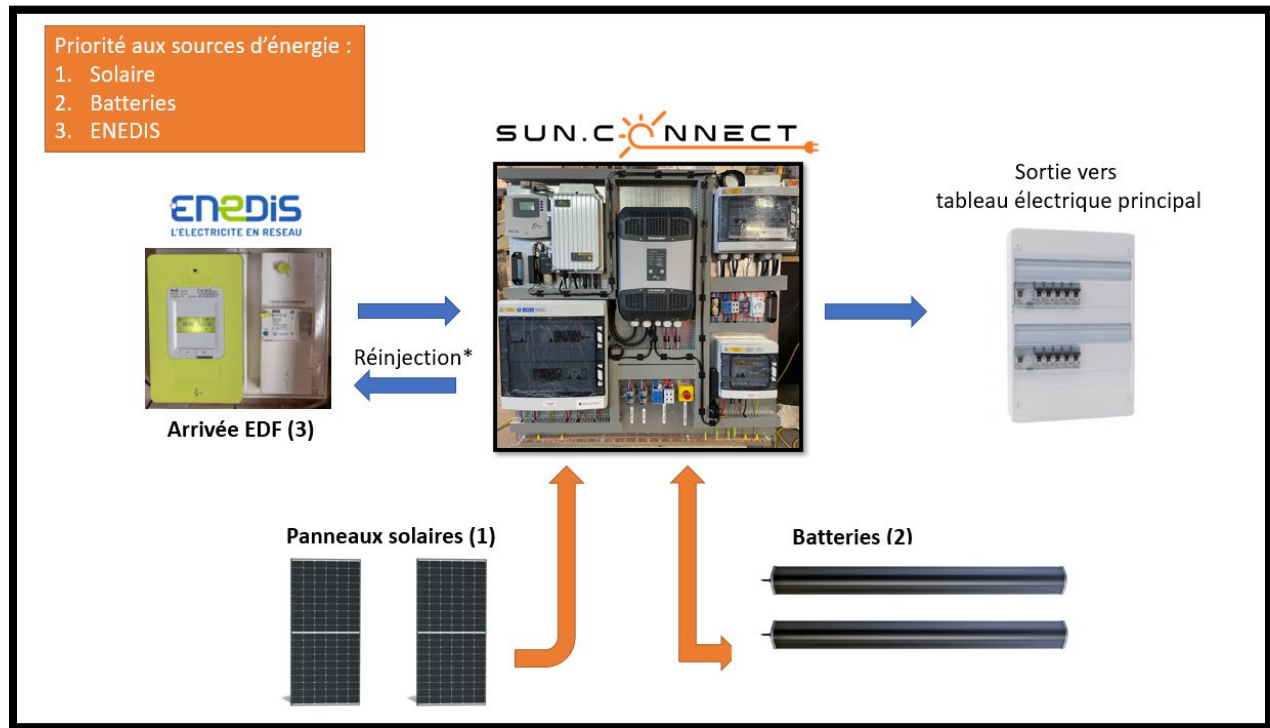 Priorité aux sources d'énergie :
1. Solaire
2. Batteries
3. ENEDIS
SUN.CONNECT
ENEDIS
L'ELECTRICITE EN RESEAU
Sortie vers
tableau électrique principal
Réinjection*
Arrivée EDF (3)
Panneaux solaires (1)
Batteries (2)